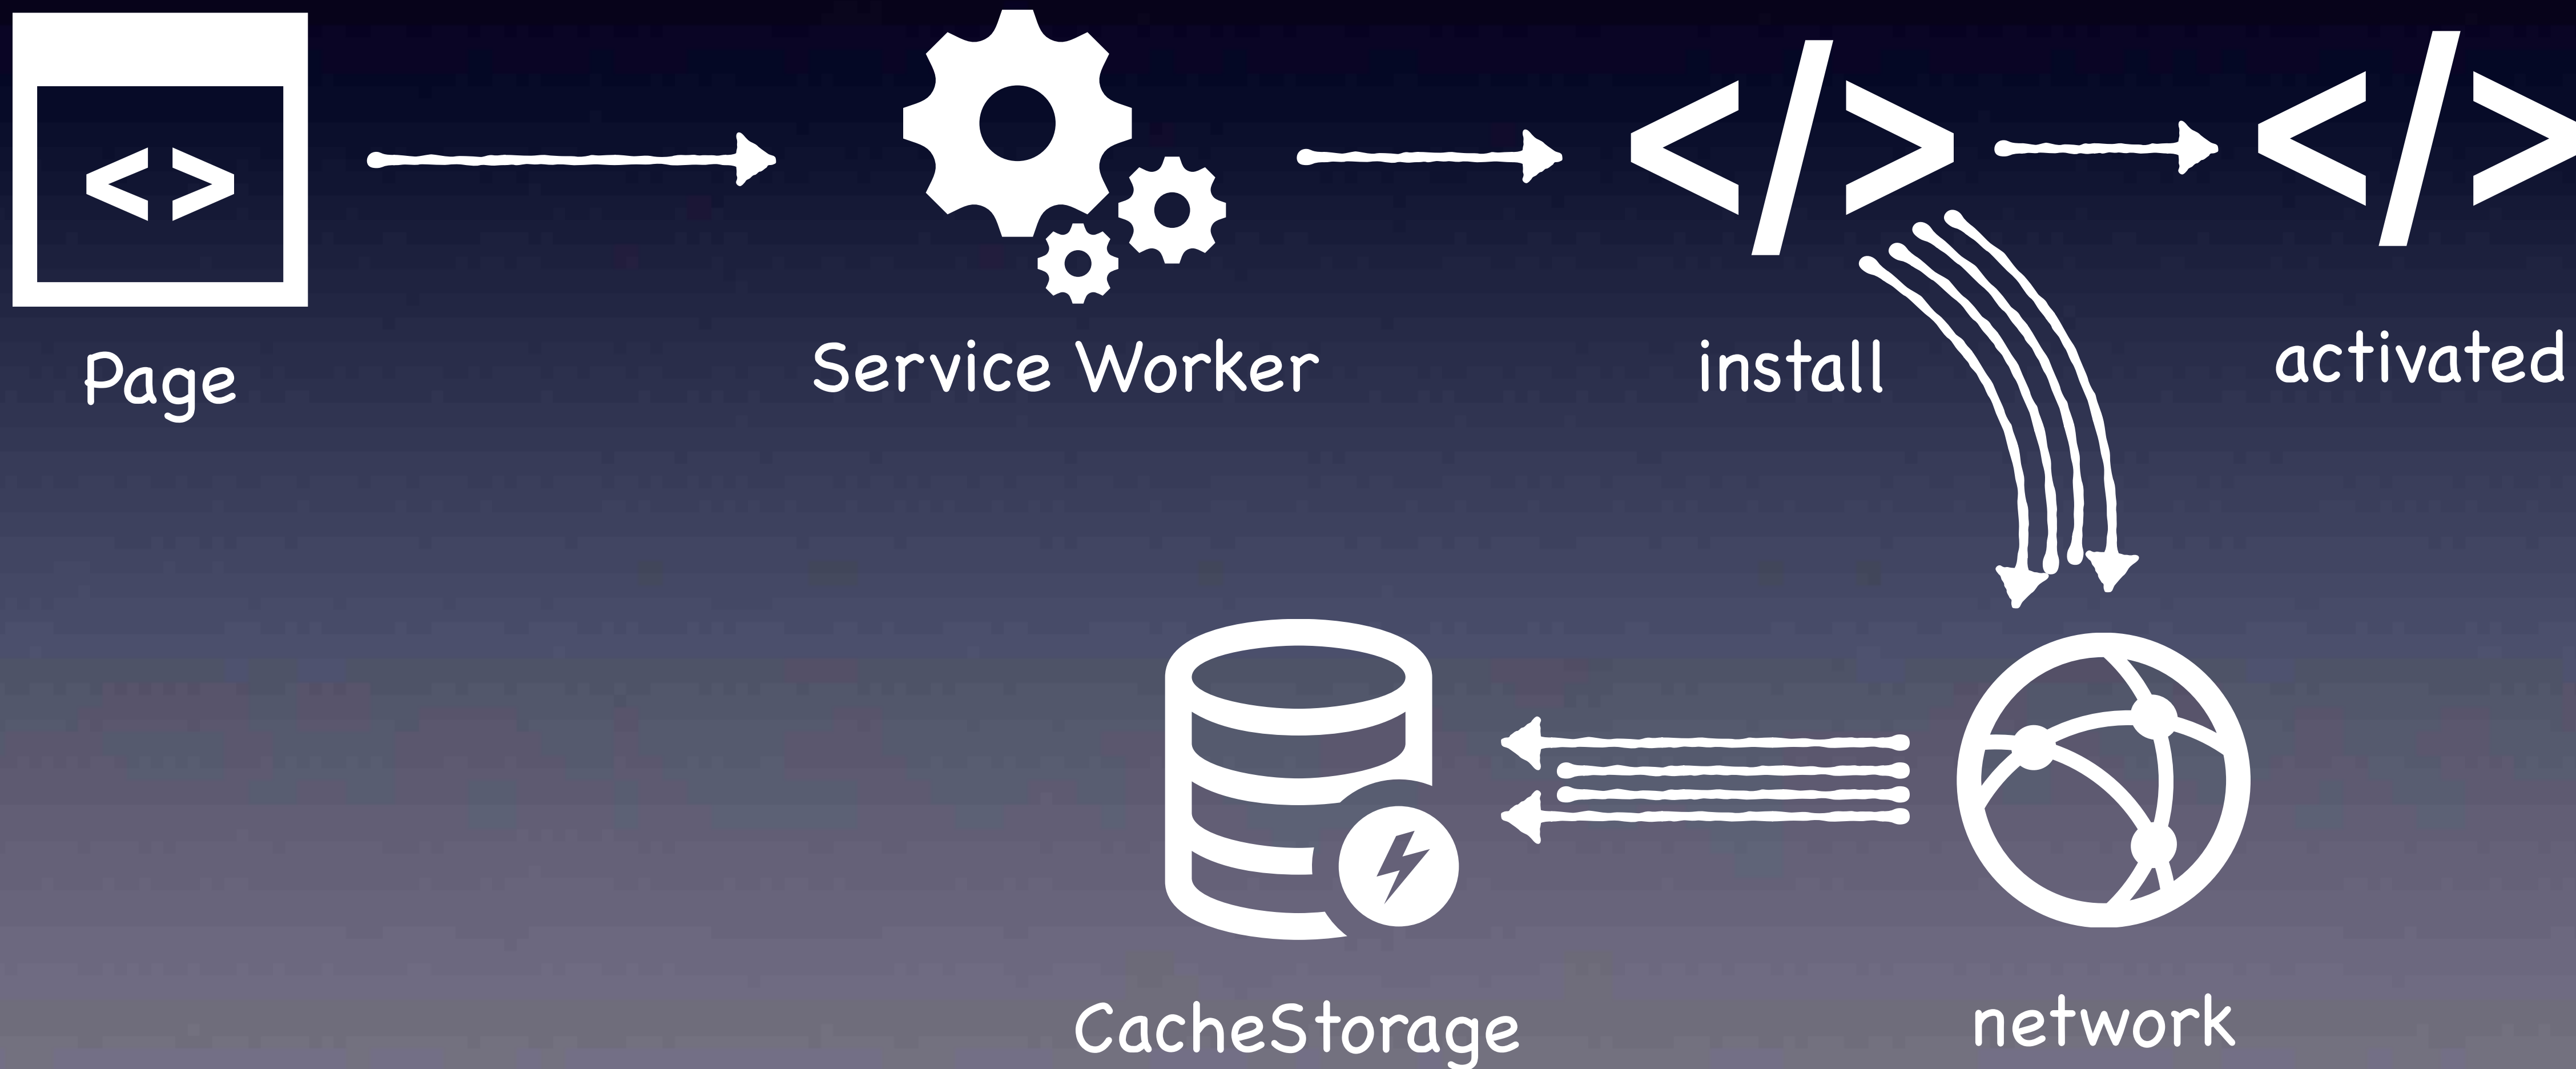 Page
Service Worker
install
activated
CacheStorage
network